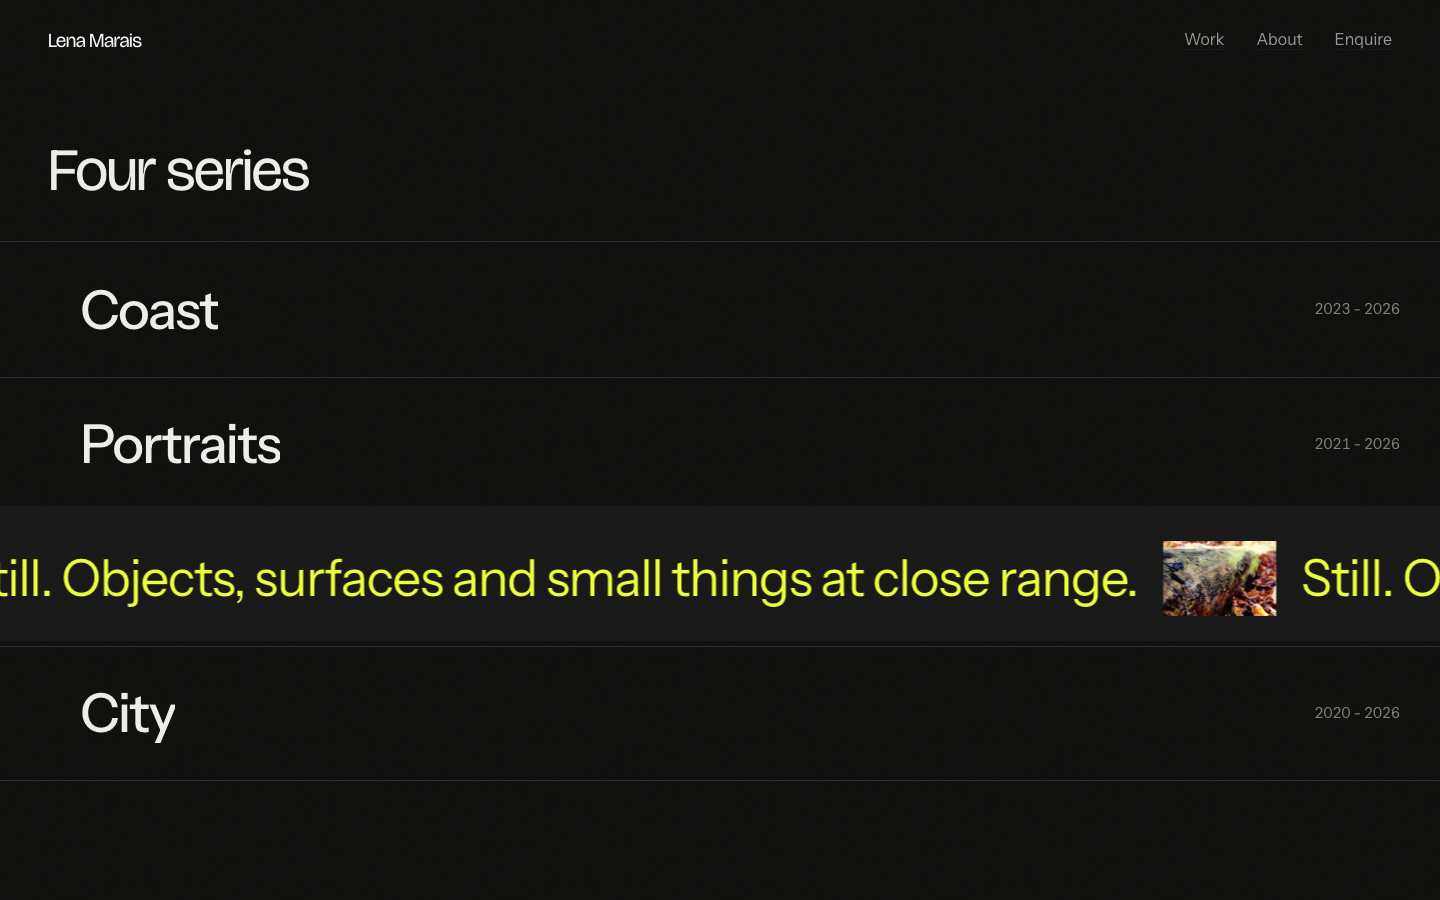 Lena Marais
Work About Enquire
Four series
Coast 2023 – 2026
Portraits 2021 – 2026
till. Objects, surfaces and small things at close range. Still. O
City 2020 – 2026